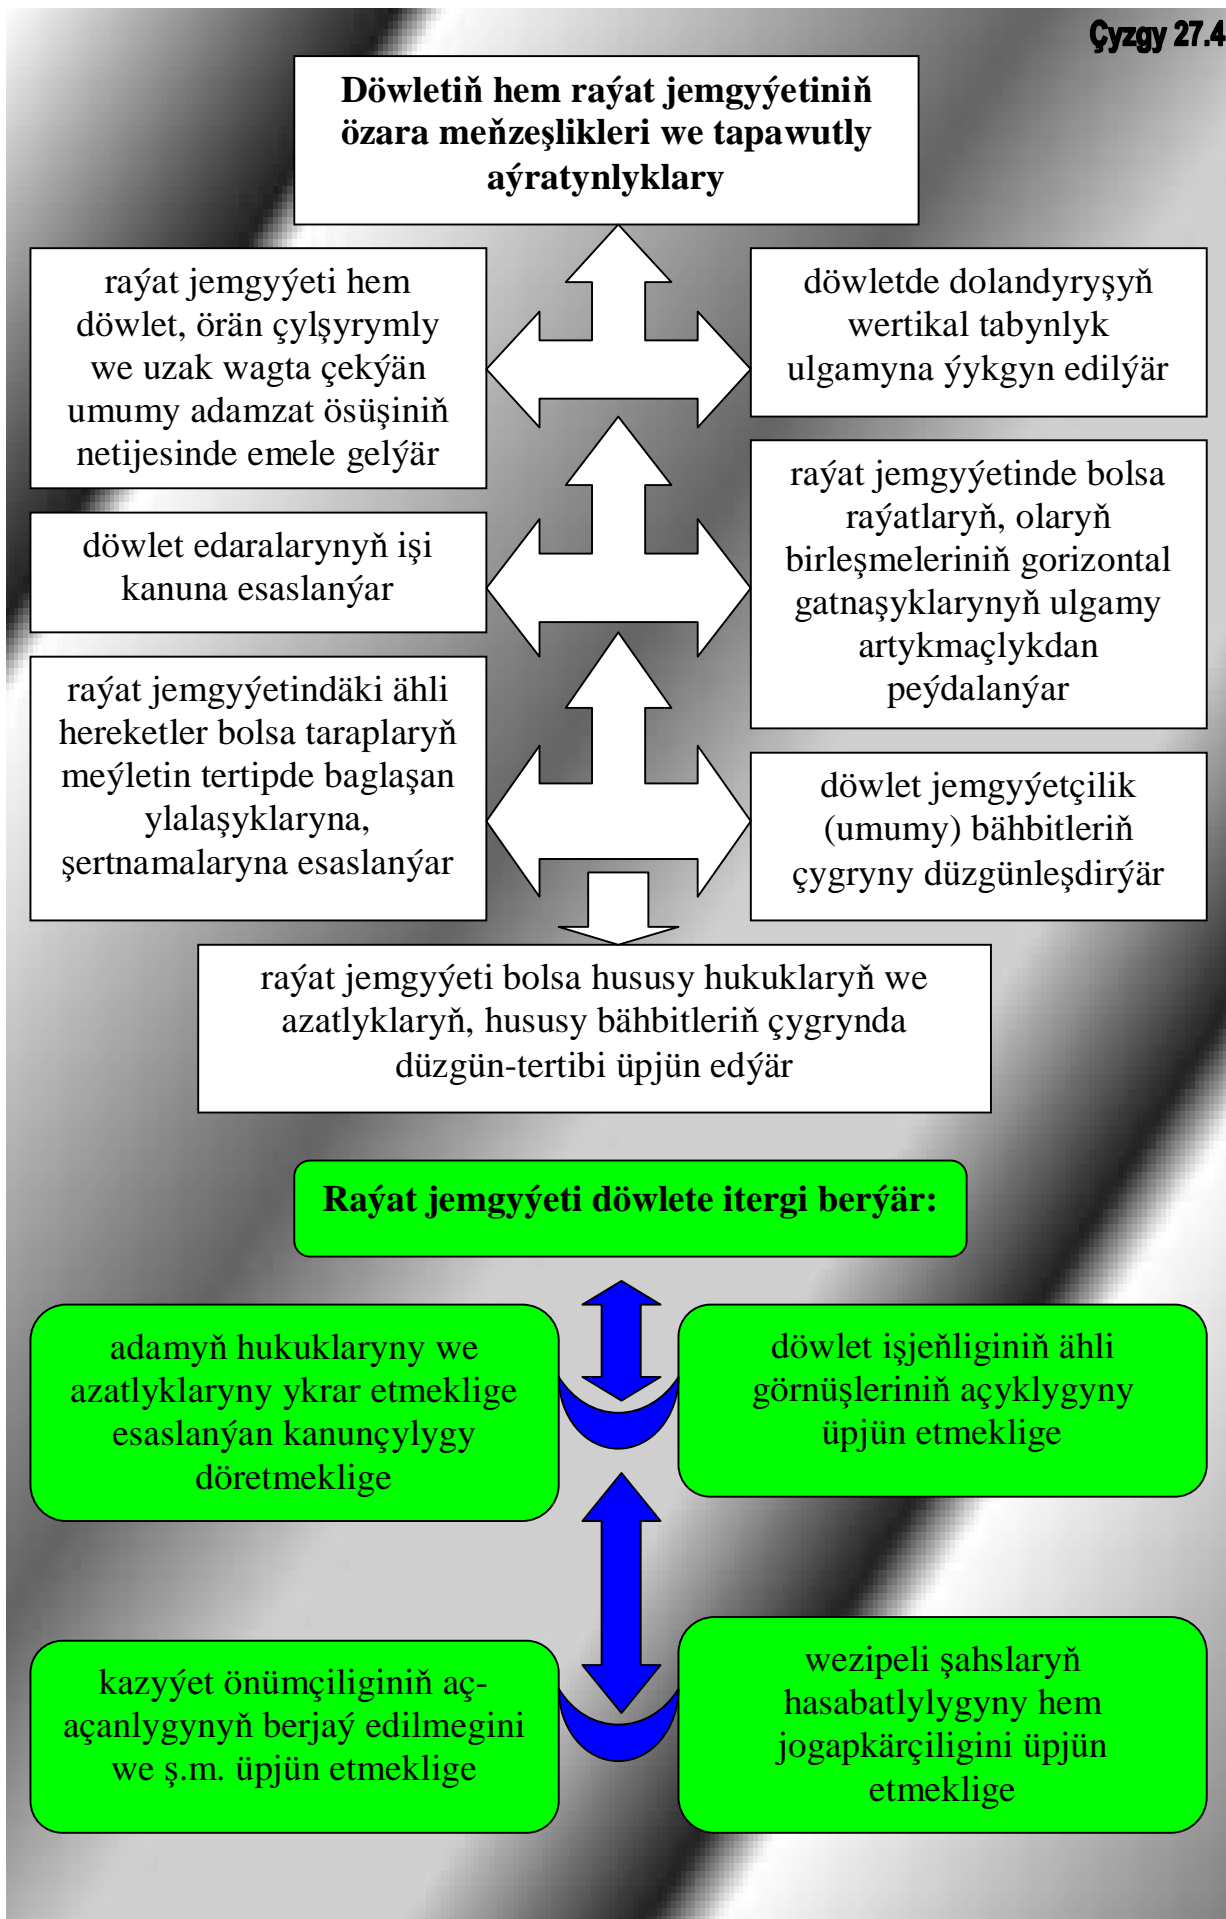 Çyzgy 27.4
Döwletiň hem raýat jemgyýetiniň
özara meňzeşlikleri we tapawutly
aýratynlyklary
raýat jemgyýeti hem
döwlet, örän çylşyrymly
we uzak wagta çekýän
umumy adamzat ösüşiniň
netijesinde emele gelýär
döwletde dolandyryşyň
wertikal tabynlyk
ulgamyna ýykgyn edilýär
döwlet edaralarynyň işi
kanuna esaslanýar
raýat jemgyýetinde bolsa
raýatlaryň, olaryň
birleşmeleriniň gorizontal
gatnaşyklarynyň ulgamy
artykmaçlykdan
peýdalanýar
raýat jemgyýetindäki ähli
hereketler bolsa taraplaryň
meýletin tertipde baglaşan
ylalaşyklaryna,
şertnamalaryna esaslanýar
döwlet jemgyýetçilik
(umumy) bähbitleriň
çygryny düzgünleşdirýär
raýat jemgyýeti bolsa hususy hukuklaryň we
azatlyklaryň, hususy bähbitleriň çygrynda
düzgün-tertibi üpjün edýär
Raýat jemgyýeti döwlete itergi berýär:
adamyň hukuklaryny we
azatlyklaryny ykrar etmeklige
esaslanýan kanunçylygy
döretmeklige
döwlet işjeňliginiň ähli
görnüşleriniň açyklygyny
üpjün etmeklige
kazyýet önümçiliginiň aç-
açanlygynyň berjaý edilmegini
we ş.m. üpjün etmeklige
wezipeli şahslaryň
hasabatlylygyny hem
jogapkärçiligini üpjün
etmeklige